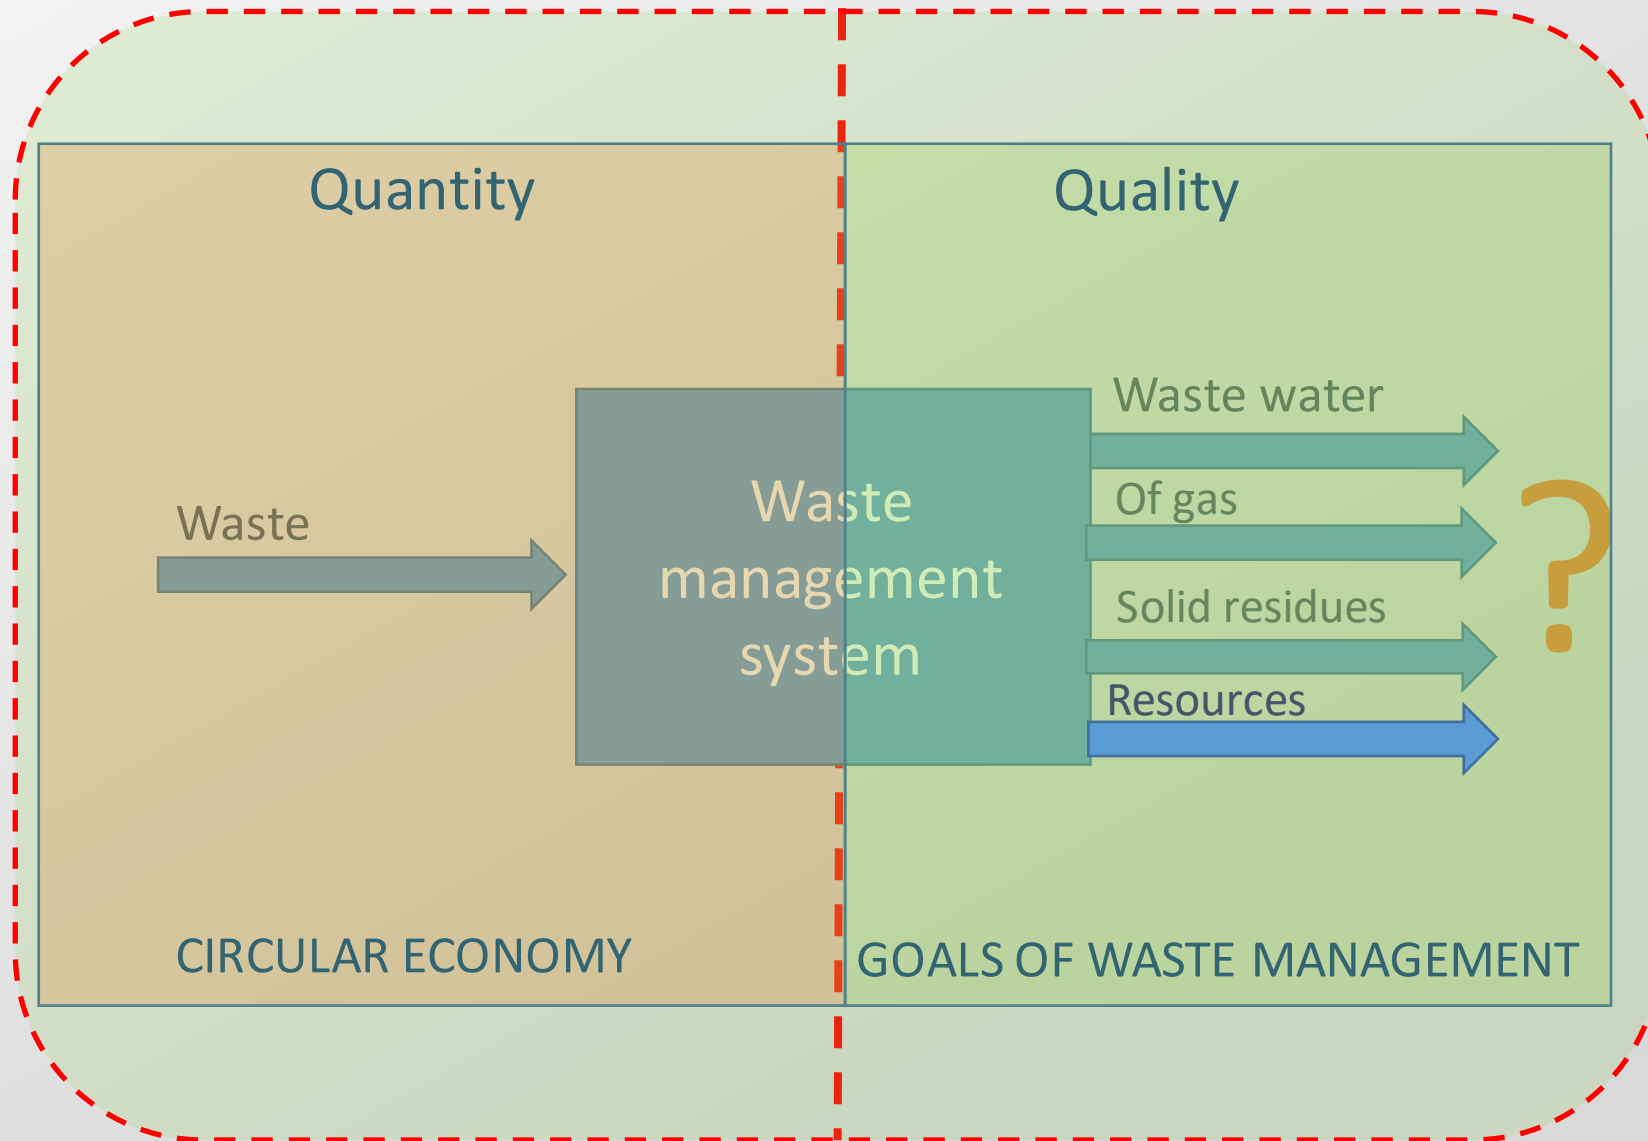 Quantity
Quality
Waste water
Of gas
Waste
Waste
management
system
Solid residues
Resources
?
CIRCULAR ECONOMY
GOALS OF WASTE MANAGEMENT